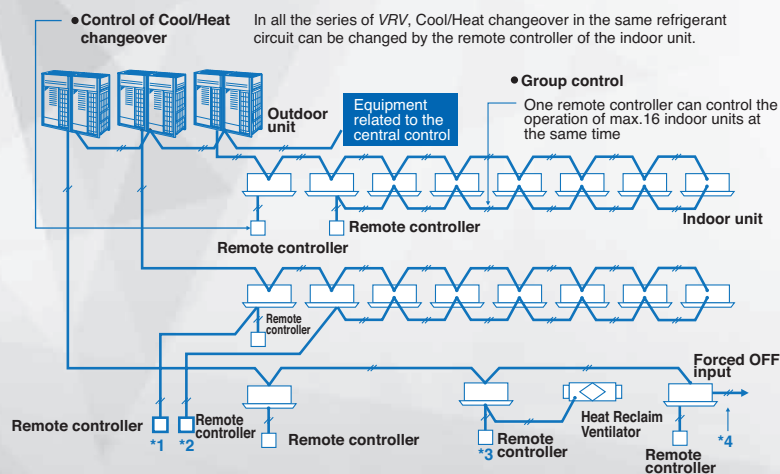 ● Control of Cool/Heat
changeover
In all the series of VRV, Cool/Heat changeover in the same refrigerant
circuit can be changed by the remote controller of the indoor unit.
● Group control
One remote controller can control the
operation of max.16 indoor units at
the same time
Outdoor
unit
Equipment
related to the
central control
Indoor unit
Remote controller
Remote controller
Remote
controller
Forced OFF
input
Remote controller
*1
*2
Remote
controller
Remote controller
*3
Remote
controller
Heat Reclaim
Ventilator
Remote
controller
*4